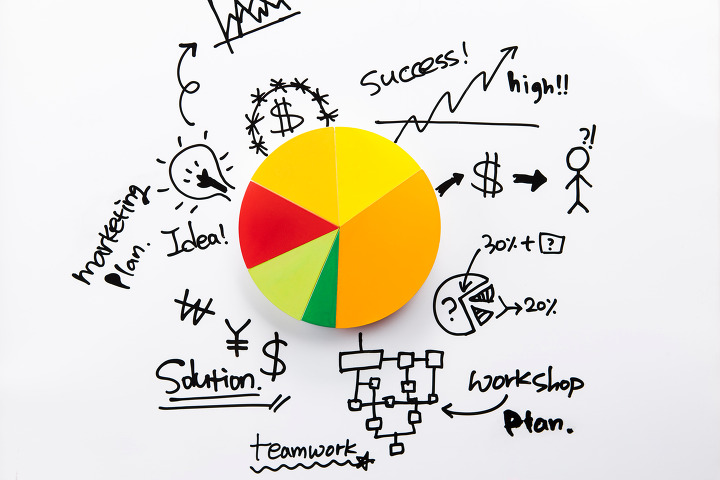 Success!
high!!
$
?!
$
marketing
plan.
Idea!
30% + ?
?
20%
₩
¥
$
Solution.
workshop
plan.
teamwork